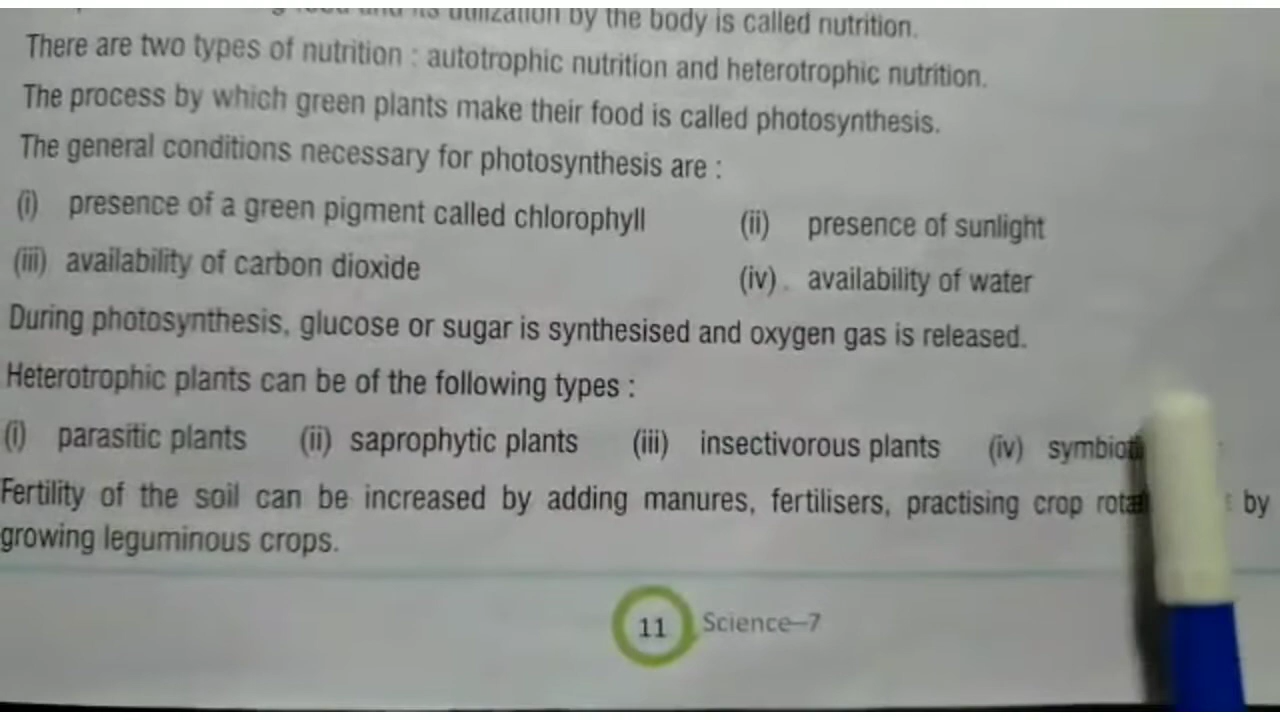 utilization by the body is called nutrition.
There are two types of nutrition : autotrophic nutrition and heterotrophic nutrition.
The process by which green plants make their food is called photosynthesis.
The general conditions necessary for photosynthesis are :
(i) presence of a green pigment called chlorophyll (ii) presence of sunlight
(iii) availability of carbon dioxide (iv) availability of water
During photosynthesis, glucose or sugar is synthesised and oxygen gas is released.
Heterotrophic plants can be of the following types :
(i) parasitic plants (ii) saprophytic plants (iii) insectivorous plants (iv)
Fertility of the soil can be increased by adding manures, fertilisers, practising crop by
growing leguminous crops.
11 Science–7